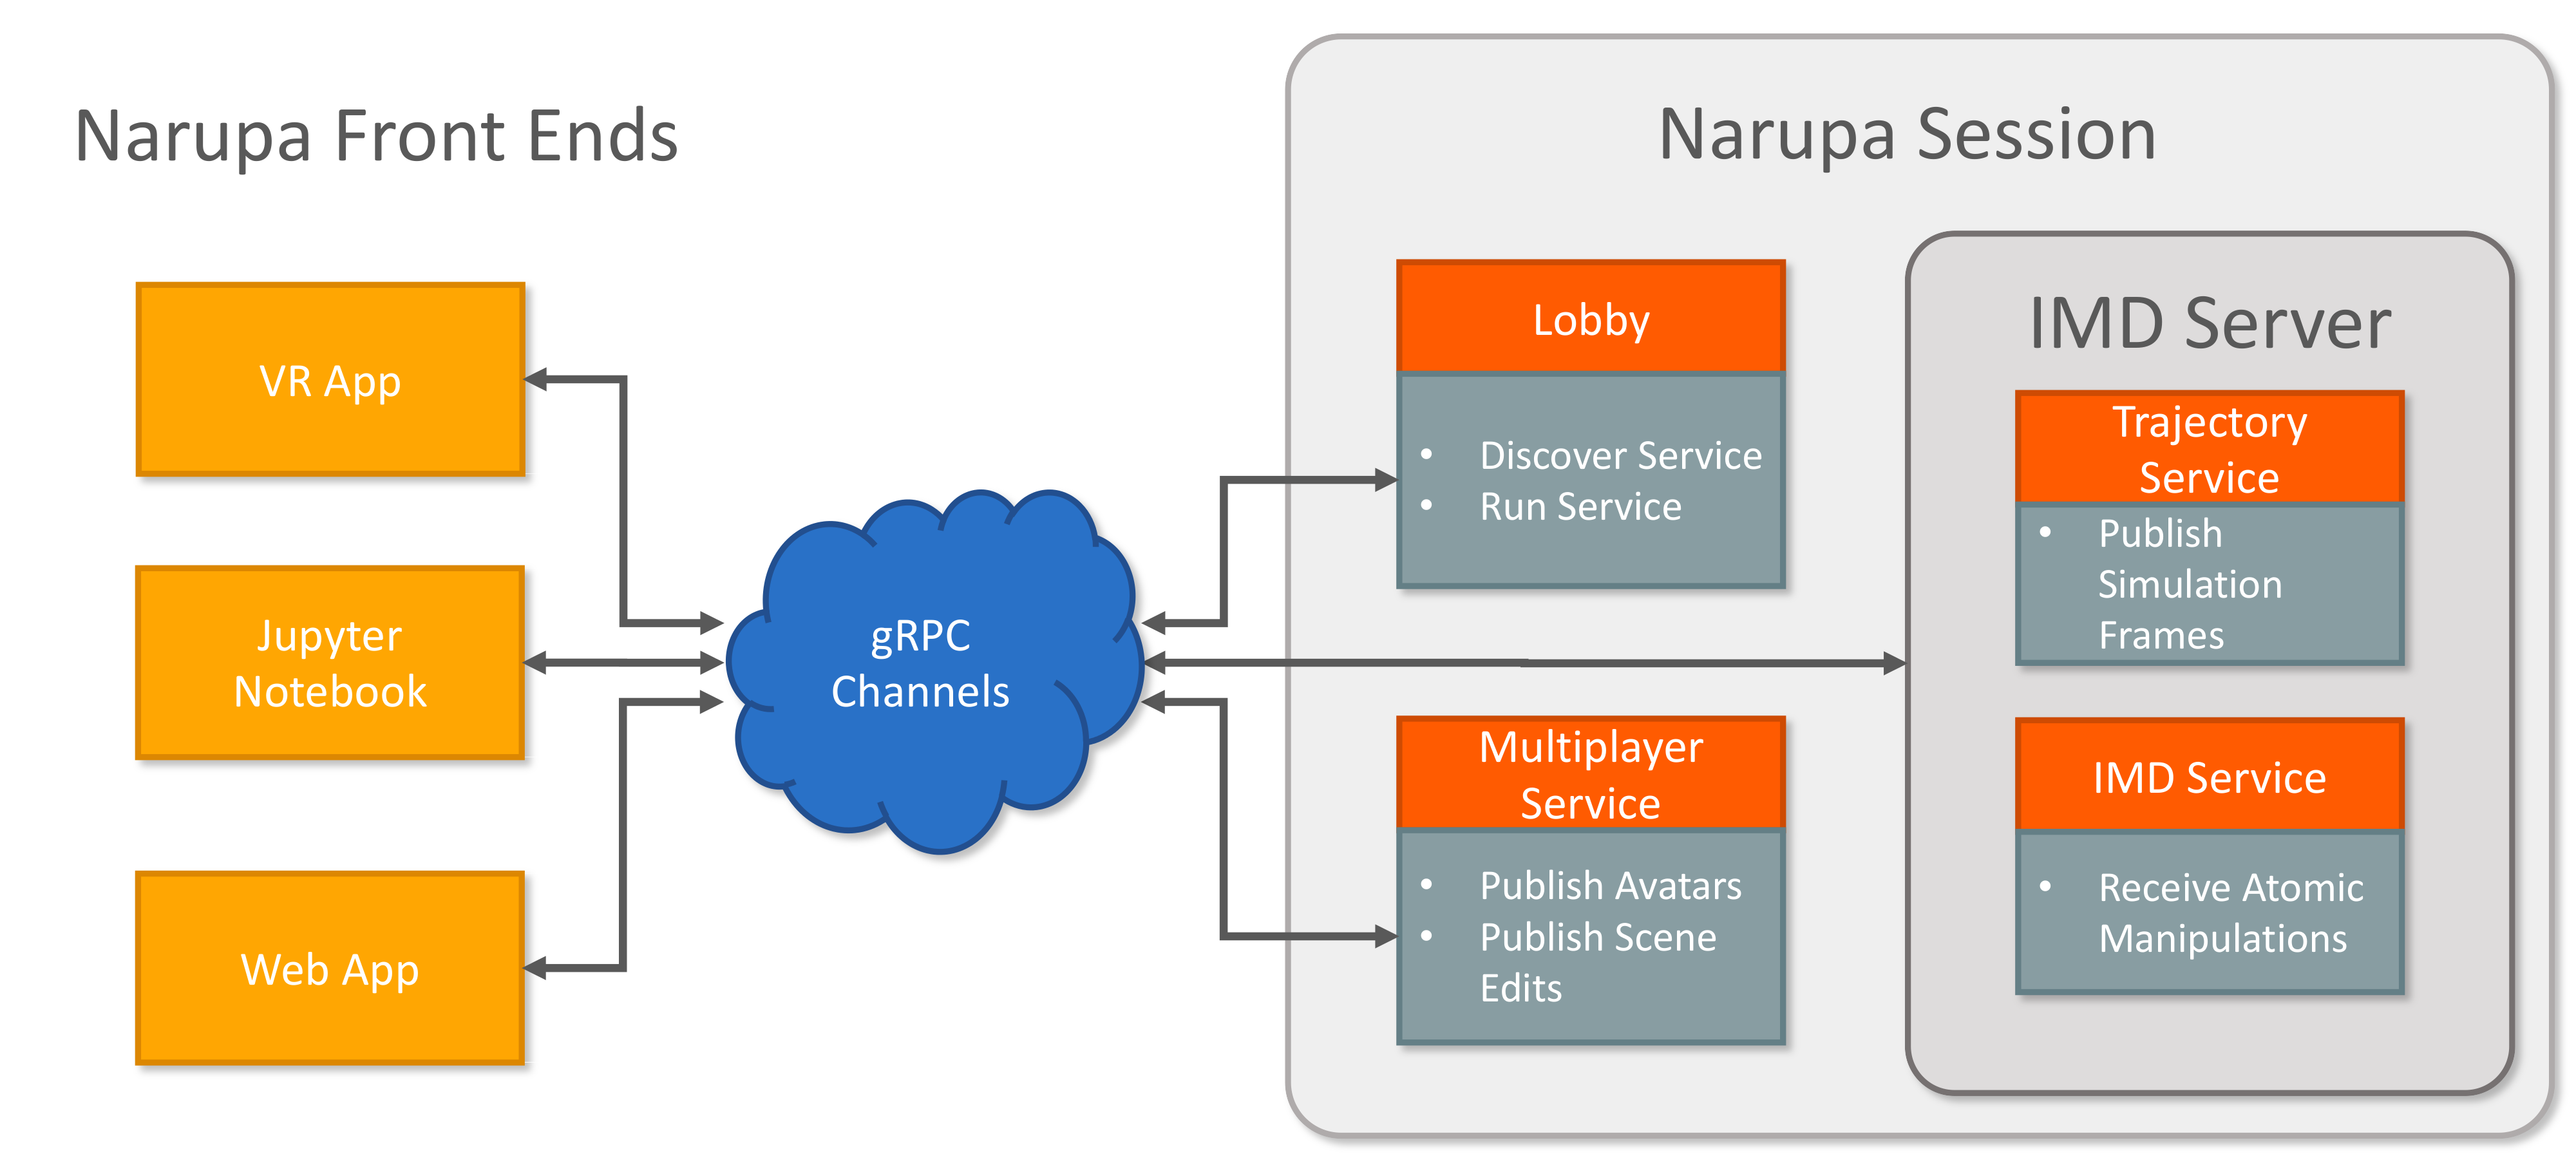 Narupa Front Ends
VR App
Jupyter
Notebook
Web App
gRPC
Channels
Narupa Session
Lobby
• Discover Service
• Run Service
Multiplayer
Service
• Publish Avatars
• Publish Scene
Edits
IMD Server
Trajectory
Service
• Publish
Simulation
Frames
IMD Service
• Receive Atomic
Manipulations